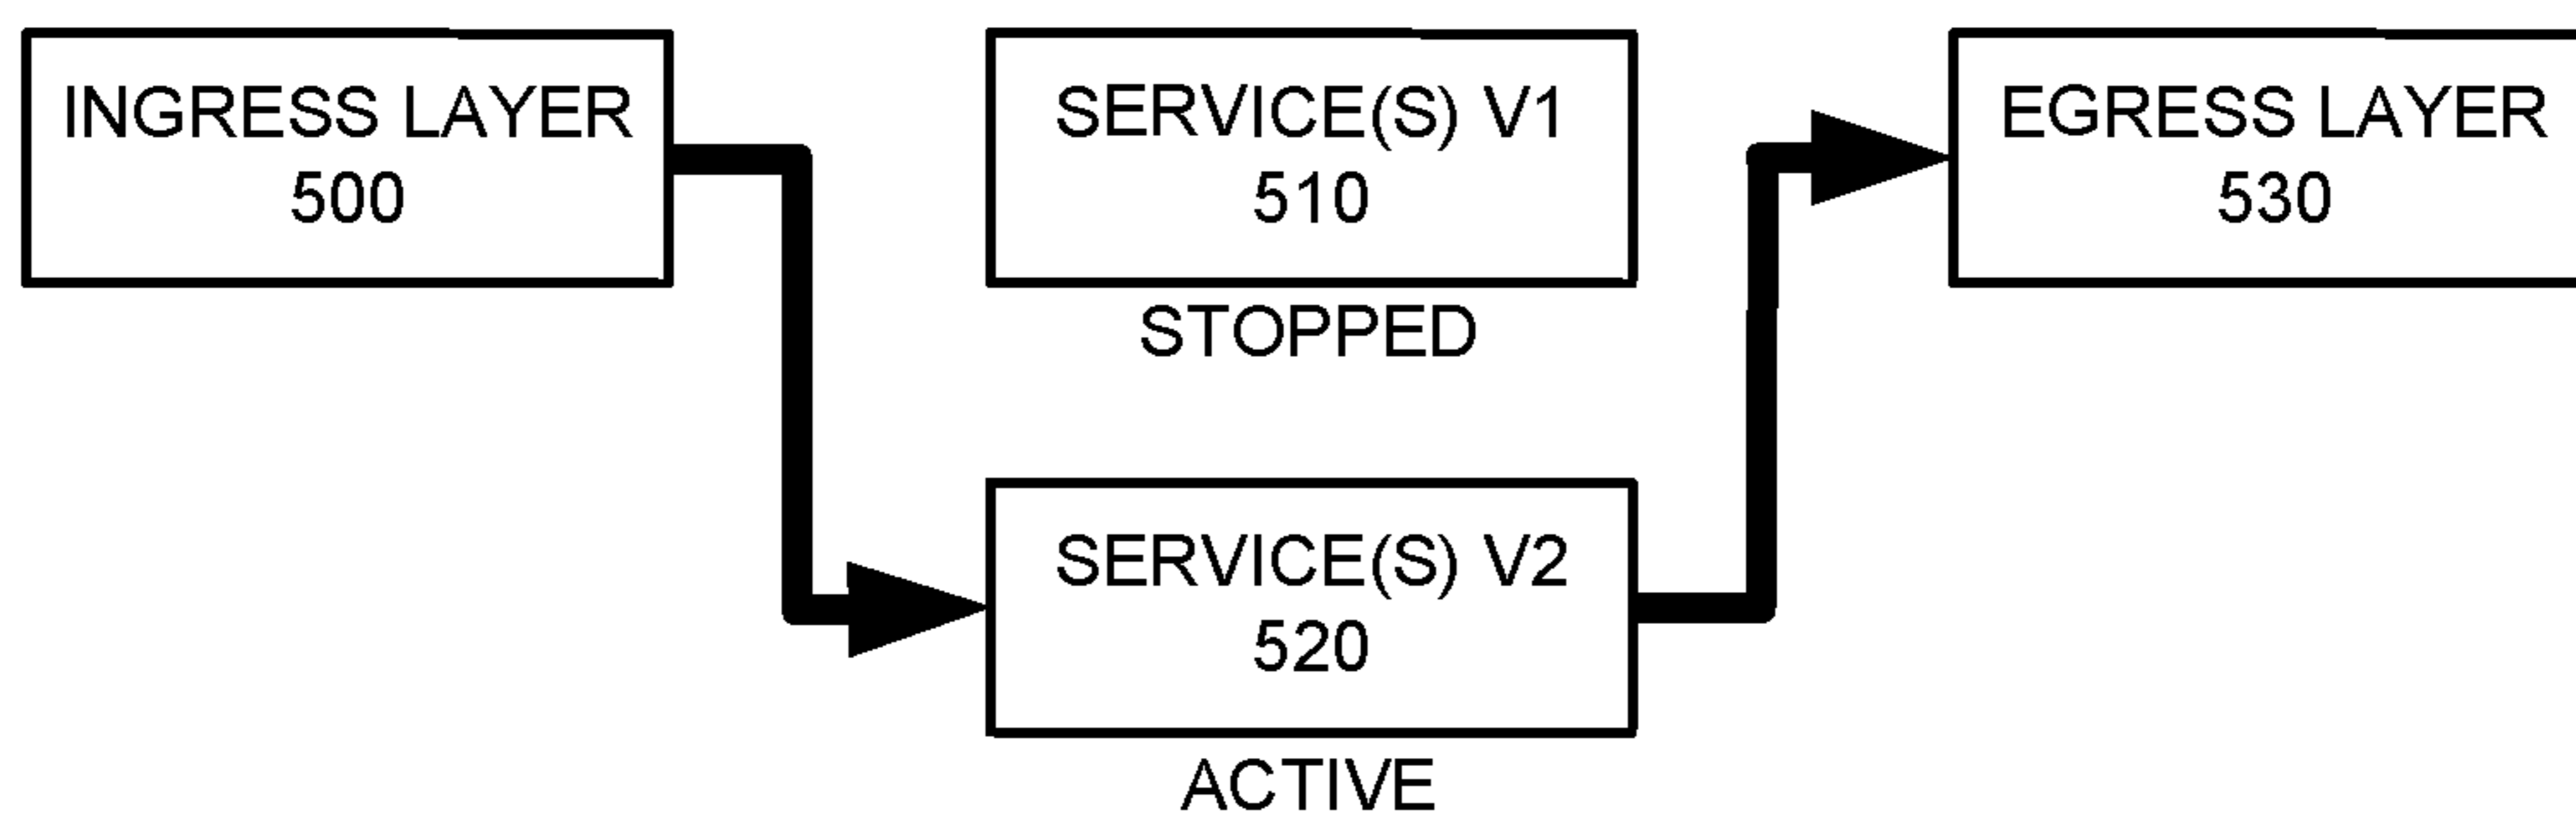 INGRESS LAYER
500
SERVICE(S) V1
510
STOPPED
EGRESS LAYER
530
SERVICE(S) V2
520
ACTIVE